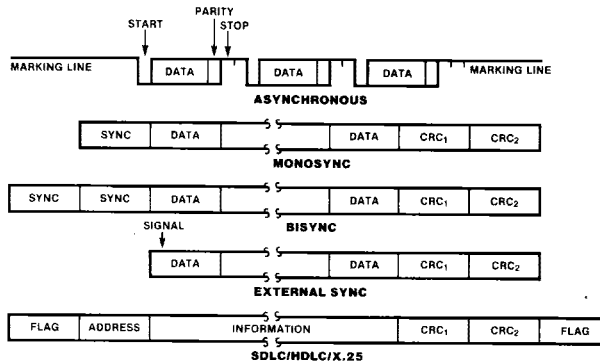 START
PARITY
STOP
MARKING LINE
DATA
DATA
DATA
MARKING LINE
ASYNCHRONOUS
SYNC DATA DATA CRC1 CRC2
MONOSYNC
SYNC SYNC DATA DATA CRC1 CRC2
BISYNC
SIGNAL
DATA DATA CRC1 CRC2
EXTERNAL SYNC
FLAG ADDRESS INFORMATION CRC1 CRC2 FLAG
SDLC/HDLC/X.25